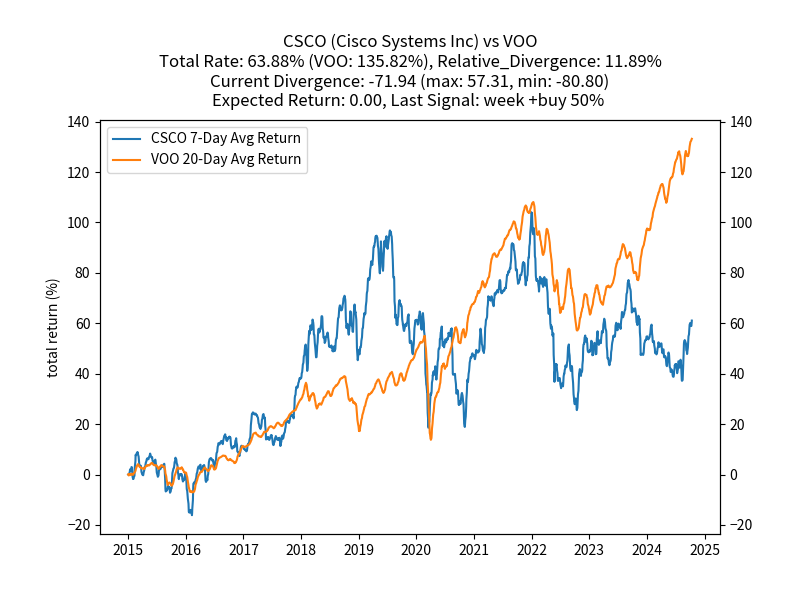 CSCO (Cisco Systems Inc) vs VOO
Total Rate: 63.88% (VOO: 135.82%), Relative_Divergence: 11.89%
Current Divergence: -71.94 (max: 57.31, min: -80.80)
Expected Return: 0.00, Last Signal: week +buy 50%
CSCO 7-Day Avg Return
VOO 20-Day Avg Return
total return (%)
140
120
100
80
60
40
20
0
−20
140
120
100
80
60
40
20
0
−20
2015 2016 2017 2018 2019 2020 2021 2022 2023 2024 2025